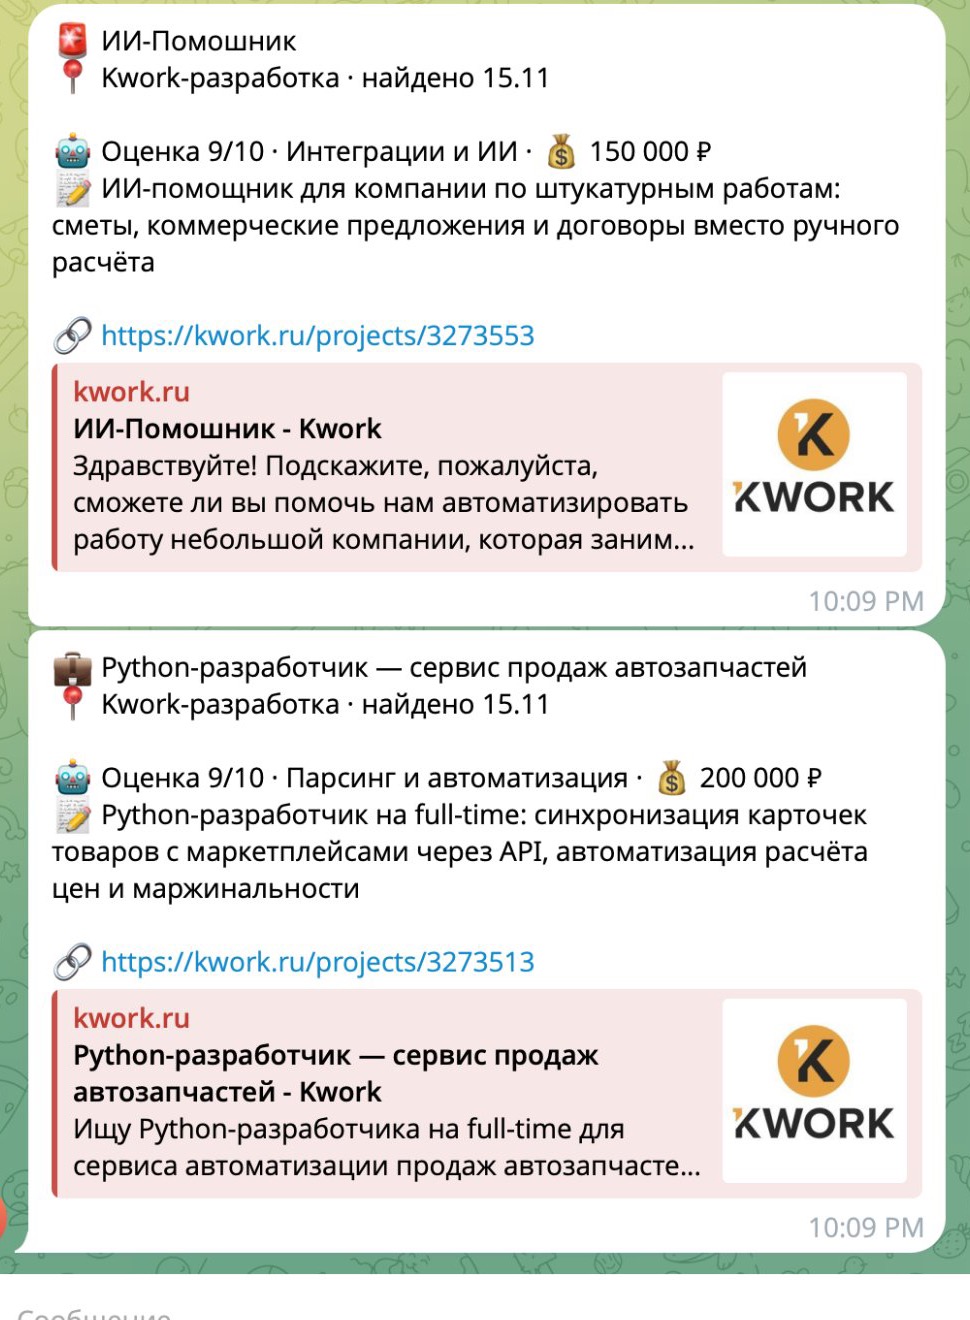 🚨 ИИ-Помошник
📍 Kwork-разработка · найдено 15.11
🤖 Оценка 9/10 · Интеграции и ИИ · 💰 150 000 ₽
📝 ИИ-помощник для компании по штукатурным работам:
сметы, коммерческие предложения и договоры вместо ручного
расчёта
🔗 https://kwork.ru/projects/3273553
kwork.ru
ИИ-Помошник - Kwork
Здравствуйте! Подскажите, пожалуйста,
сможете ли вы помочь нам автоматизировать
работу небольшой компании, которая заним...
KWORK
10:09 PM
💼 Python-разработчик — сервис продаж автозапчастей
📍 Kwork-разработка · найдено 15.11
🤖 Оценка 9/10 · Парсинг и автоматизация · 💰 200 000 ₽
📝 Python-разработчик на full-time: синхронизация карточек
товаров с маркетплейсами через API, автоматизация расчёта
цен и маржинальности
🔗 https://kwork.ru/projects/3273513
kwork.ru
Python-разработчик — сервис продаж
автозапчастей - Kwork
Ищу Python-разработчика на full-time для
сервиса автоматизации продаж автозапчасте...
KWORK
10:09 PM
Сообщение